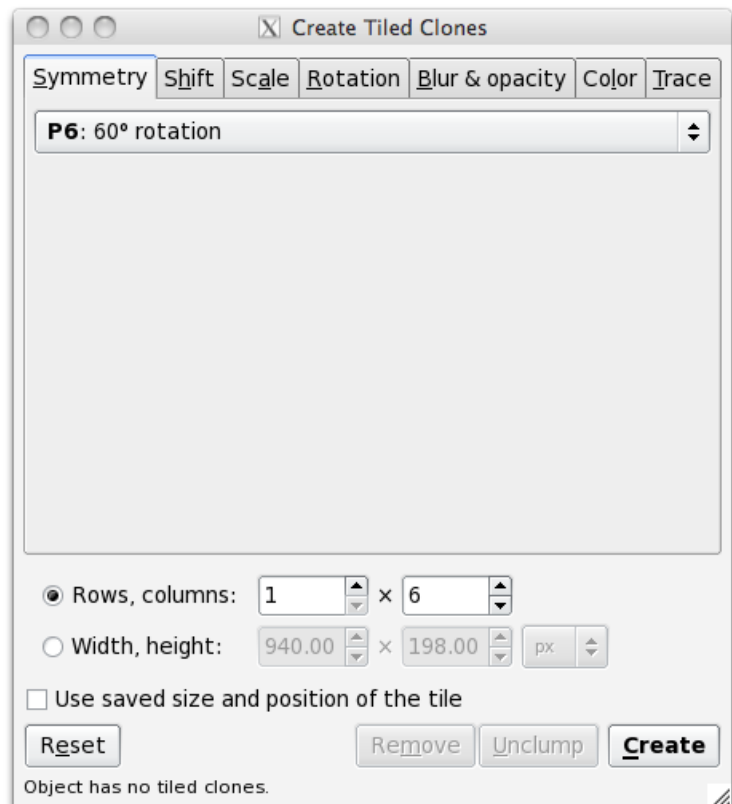 Create Tiled Clones
Symmetry Shift Scale Rotation Blur & opacity Color Trace
P6: 60° rotation
Rows, columns: 1 × 6
Width, height: 940.00 × 198.00 px
Use saved size and position of the tile
Reset Remove Unclump Create
Object has no tiled clones.